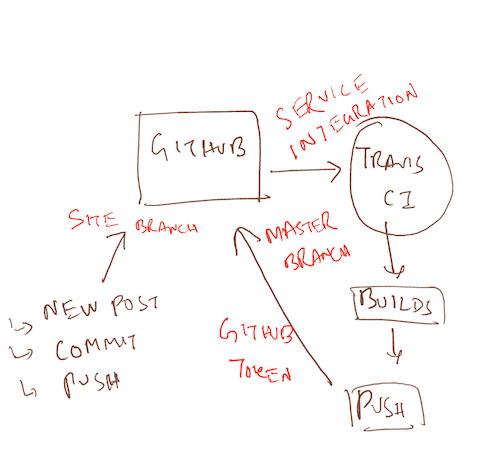 SERVICE
INTEGRATION
GITHUB
TRAVIS
CI
SITE BRANCH
MASTER
BRANCH
NEW POST
COMMIT
PUSH
BUILDS
GITHUB
TOKEN
PUSH